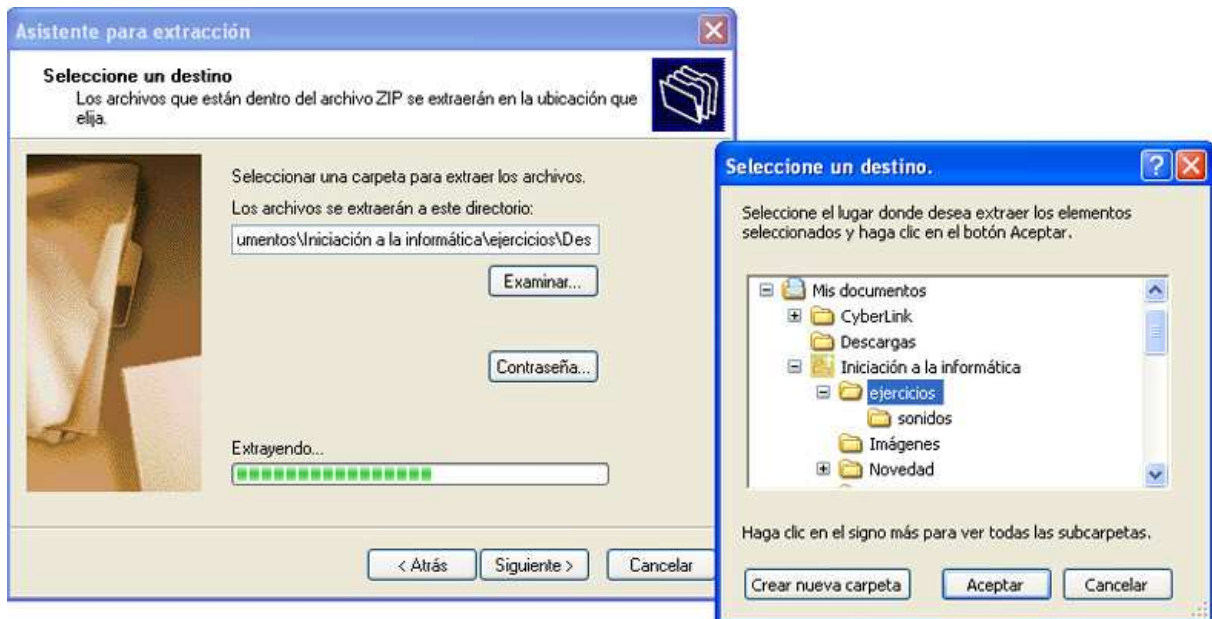 Asistente para extracción
Seleccione un destino
Los archivos que están dentro del archivo ZIP se extraerán en la ubicación que
elija.
Seleccionar una carpeta para extraer los archivos.
Los archivos se extraerán a este directorio:
umentos\Iniciación a la informática\ejercicios\Des
Examinar...
Contraseña...
Extrayendo...
< Atrás
Siguiente >
Cancelar
Seleccione un destino.
Seleccione el lugar donde desea extraer los elementos
seleccionados y haga clic en el botón Aceptar.
Mis documentos
CyberLink
Descargas
Iniciación a la informática
ejercicios
sonidos
Imágenes
Novedad
Haga clic en el signo más para ver todas las subcarpetas.
Crear nueva carpeta
Aceptar
Cancelar